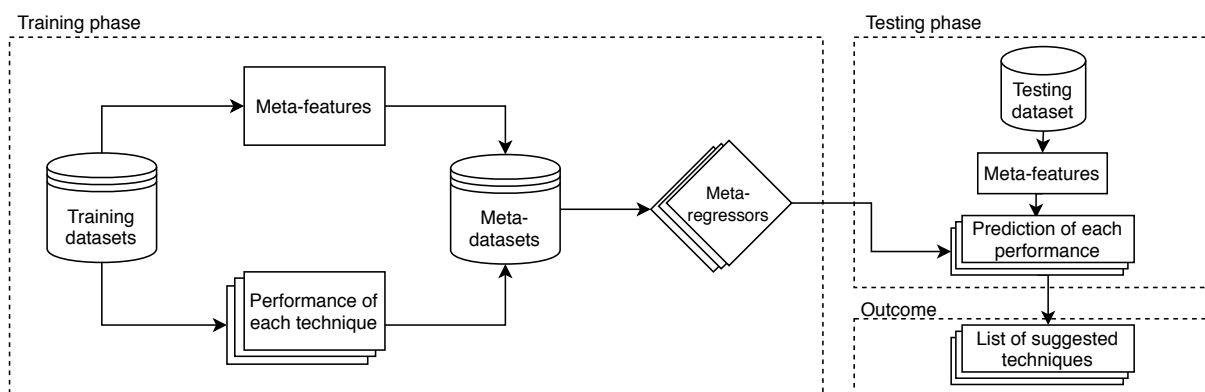 Training phase
Meta-features
Training
datasets
Performance of
each technique
Meta-
datasets
Meta-
regressors
Testing phase
Testing
dataset
Meta-features
Prediction of each
performance
Outcome
List of suggested
techniques